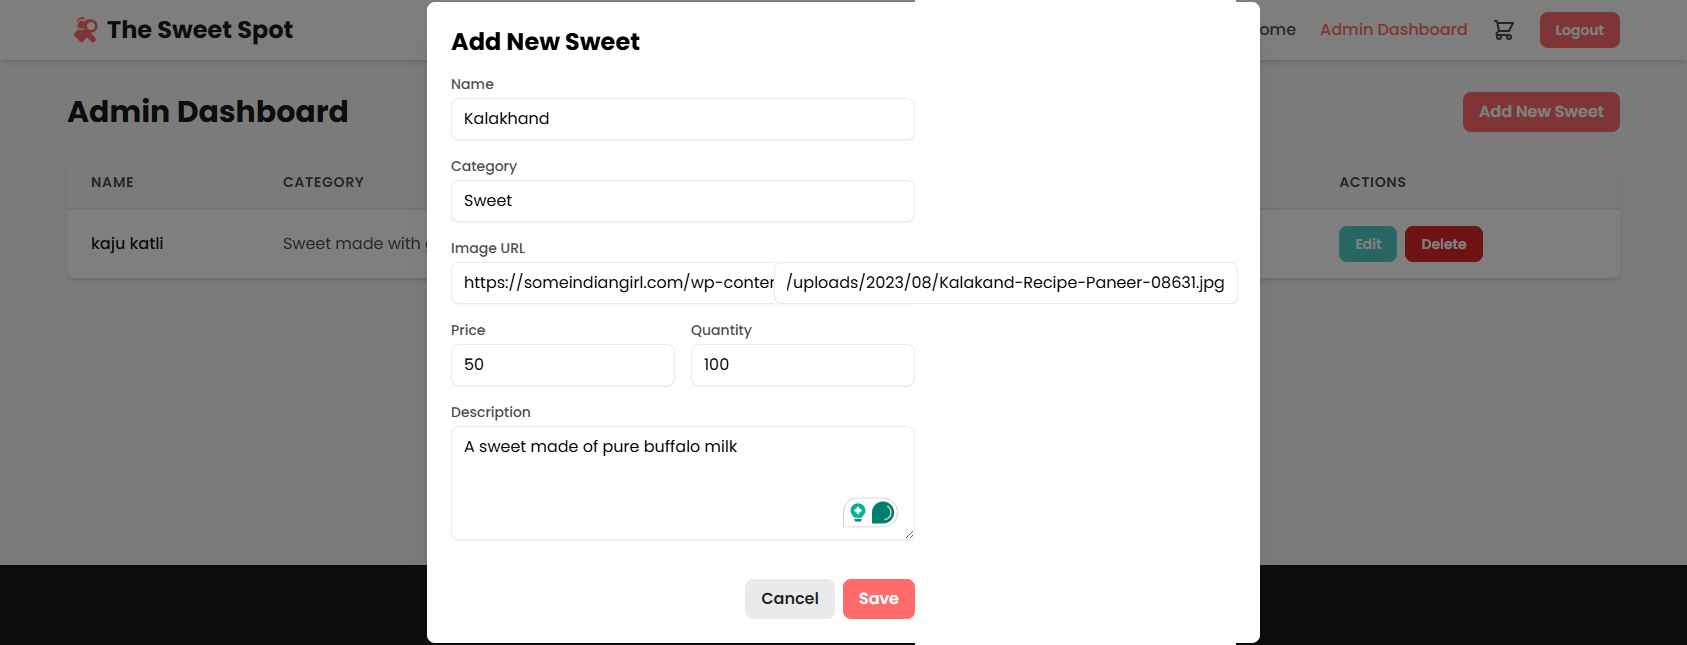 The Sweet Spot
ome
Admin Dashboard
Logout
Admin Dashboard
Add New Sweet
NAME
CATEGORY
ACTIONS
kaju katli
Sweet made with
Edit
Delete
Add New Sweet
Name
Kalakhand
Category
Sweet
Image URL
https://someindiangirl.com/wp-conten/uploads/2023/08/Kalakand-Recipe-Paneer-08631.jpg
Price
Quantity
50
100
Description
A sweet made of pure buffalo milk
Cancel
Save